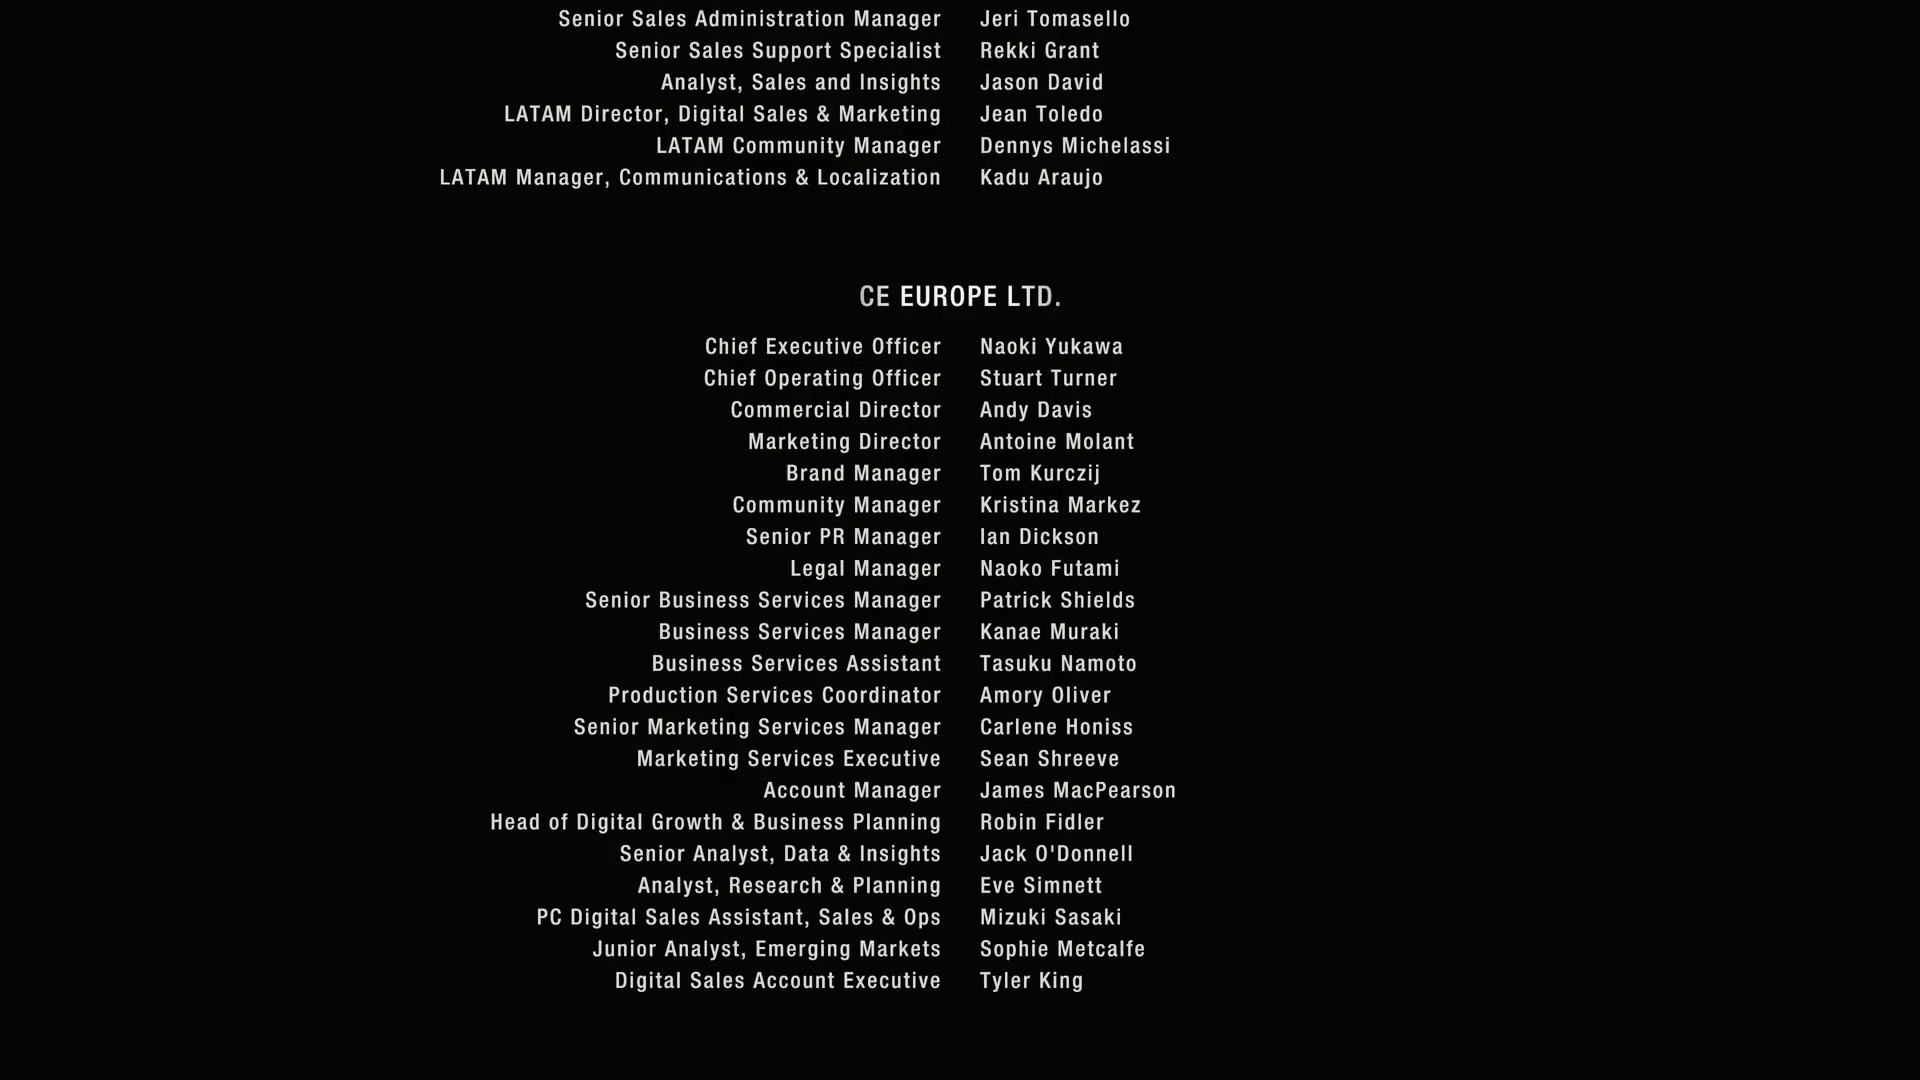 Senior Sales Administration Manager Jeri Tomasello
Senior Sales Support Specialist Rekki Grant
Analyst, Sales and Insights Jason David
LATAM Director, Digital Sales & Marketing Jean Toledo
LATAM Community Manager Dennys Michelassi
LATAM Manager, Communications & Localization Kadu Araujo
CE EUROPE LTD.
Chief Executive Officer Naoki Yukawa
Chief Operating Officer Stuart Turner
Commercial Director Andy Davis
Marketing Director Antoine Molant
Brand Manager Tom Kurczij
Community Manager Kristina Markez
Senior PR Manager Ian Dickson
Legal Manager Naoko Futami
Senior Business Services Manager Patrick Shields
Business Services Manager Kanae Muraki
Business Services Assistant Tasuku Namoto
Production Services Coordinator Amory Oliver
Senior Marketing Services Manager Carlene Honiss
Marketing Services Executive Sean Shreeve
Account Manager James MacPearson
Head of Digital Growth & Business Planning Robin Fidler
Senior Analyst, Data & Insights Jack O'Donnell
Analyst, Research & Planning Eve Simnett
PC Digital Sales Assistant, Sales & Ops Mizuki Sasaki
Junior Analyst, Emerging Markets Sophie Metcalfe
Digital Sales Account Executive Tyler King